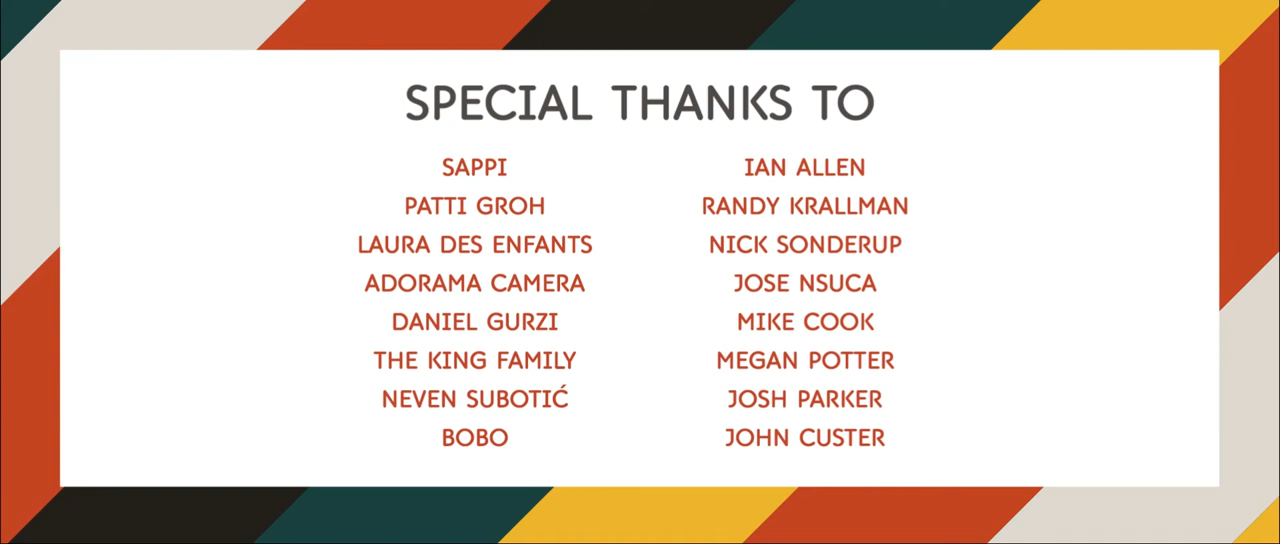 SPECIAL THANKS TO
SAPPI
PATTI GROH
LAURA DES ENFANTS
ADORAMA CAMERA
DANIEL GURZI
THE KING FAMILY
NEVEN SUBOTIĆ
BOBO
IAN ALLEN
RANDY KRALLMAN
NICK SONDERUP
JOSE NSUCA
MIKE COOK
MEGAN POTTER
JOSH PARKER
JOHN CUSTER